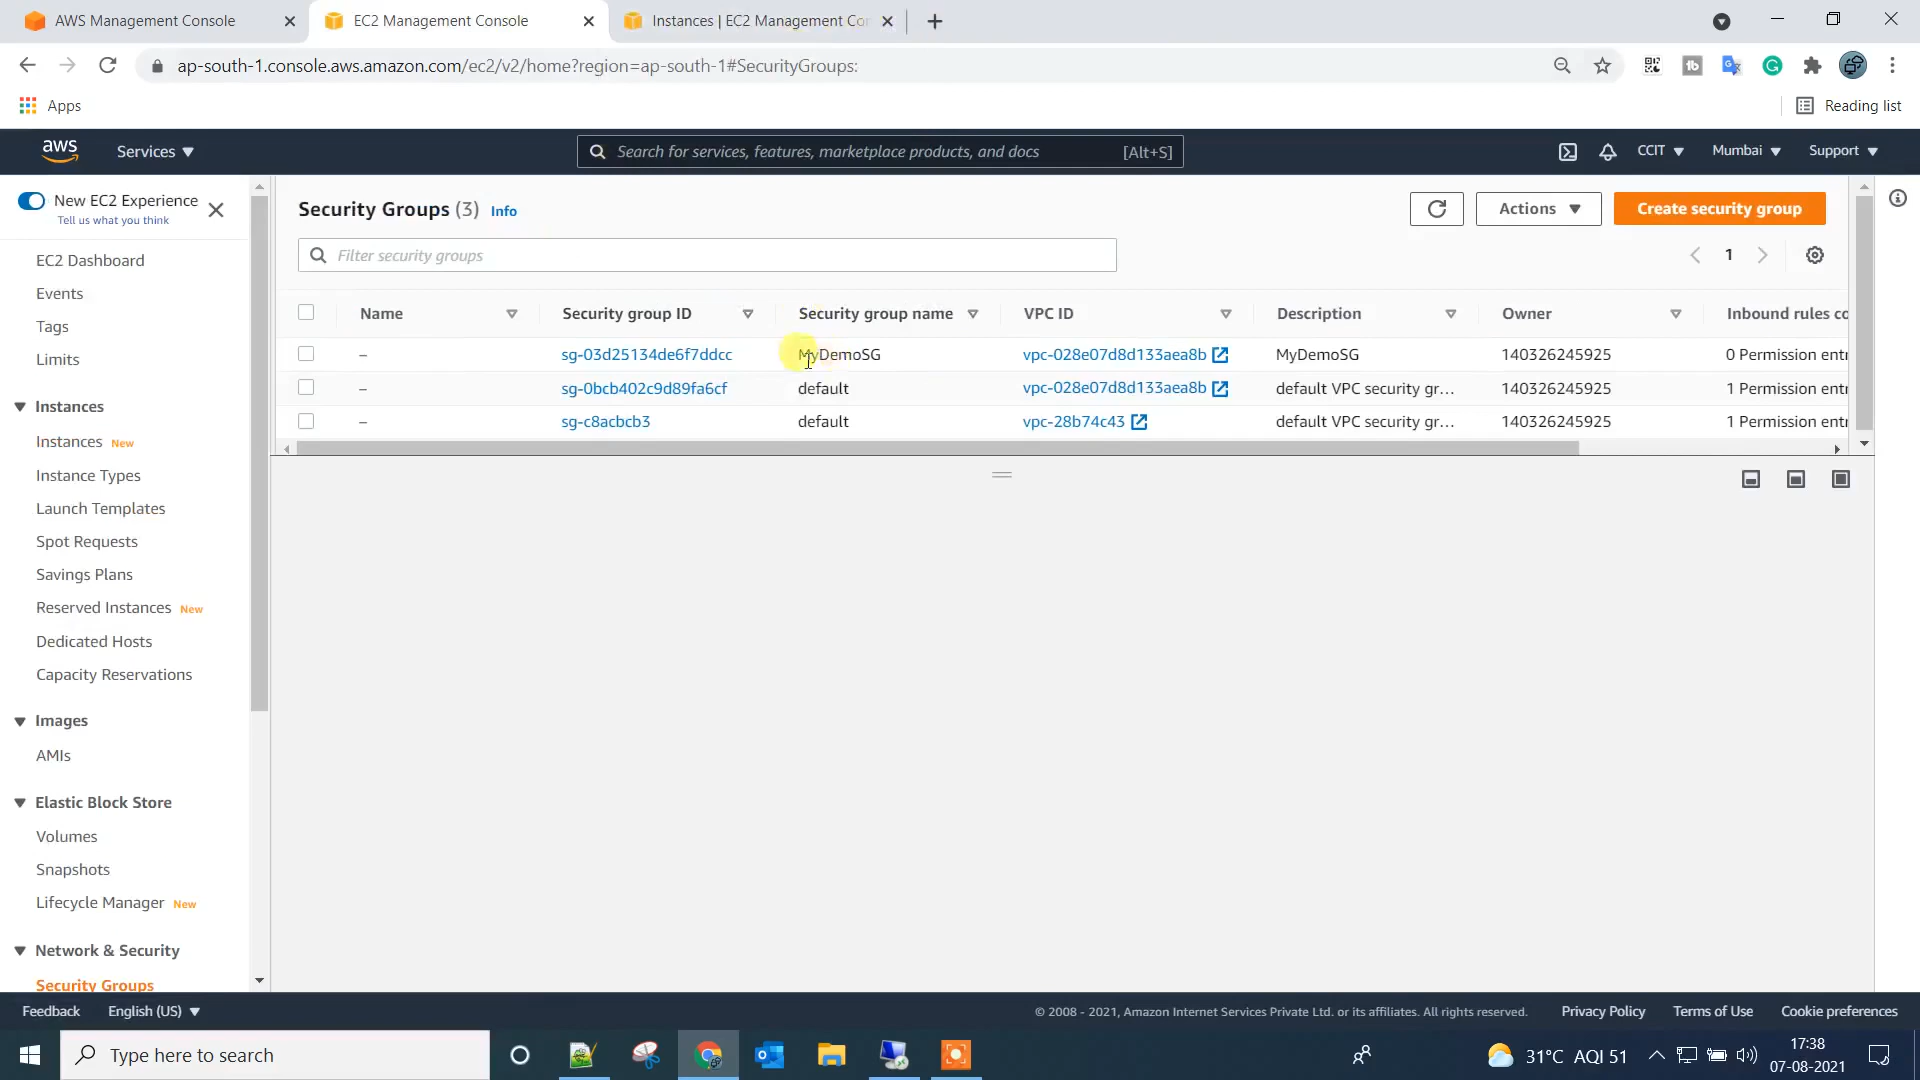 AWS Management Console
EC2 Management Console
Instances | EC2 Management Co
ap-south-1.console.aws.amazon.com/ec2/v2/home?region=ap-south-1#SecurityGroups:
Apps
Reading list
aws
Services
Search for services, features, marketplace products, and docs [Alt+S]
CCIT
Mumbai
Support
New EC2 Experience
Tell us what you think
EC2 Dashboard
Events
Tags
Limits
Instances
Instances New
Instance Types
Launch Templates
Spot Requests
Savings Plans
Reserved Instances New
Dedicated Hosts
Capacity Reservations
Images
AMIs
Elastic Block Store
Volumes
Snapshots
Lifecycle Manager New
Network & Security
Security Groups
Security Groups (3) Info
Actions
Create security group
Filter security groups
1
Name Security group ID Security group name VPC ID Description Owner Inbound rules co
– sg-03d25134de6f7ddcc MyDemoSG vpc-028e07d8d133aea8b MyDemoSG 140326245925 0 Permission entr
– sg-0bcb402c9d89fa6cf default vpc-028e07d8d133aea8b default VPC security gr... 140326245925 1 Permission entr
– sg-c8acbcb3 default vpc-28b74c43 default VPC security gr... 140326245925 1 Permission entr
Feedback English (US)
© 2008 - 2021, Amazon Internet Services Private Ltd. or its affiliates. All rights reserved. Privacy Policy Terms of Use Cookie preferences
Type here to search
31°C AQI 51
17:38
07-08-2021